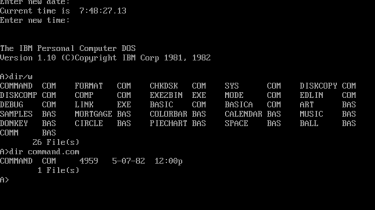 Enter new date:
Current time is  7:48:27.13
Enter new time:
The IBM Personal Computer DOS
Version 1.10 (C)Copyright IBM Corp 1981, 1982
A>dir/w
COMMAND  COM    FORMAT   COM    CHKDSK   COM    SYS      COM    DISKCOPY COM
DISKCOMP COM    COMP     COM    EXE2BIN  EXE    MODE     COM    EDLIN    COM
DEBUG    COM    LINK     EXE    BASIC    COM    BASICA   COM    ART      BAS
SAMPLES  BAS    MORTGAGE BAS    COLORBAR BAS    CALENDAR BAS    MUSIC    BAS
DONKEY   BAS    CIRCLE   BAS    PIECHART BAS    SPACE    BAS    BALL     BAS
COMM     BAS
26 File(s)
A>dir command.com
COMMAND  COM     4959   5-07-82  12:00p
1 File(s)
A>